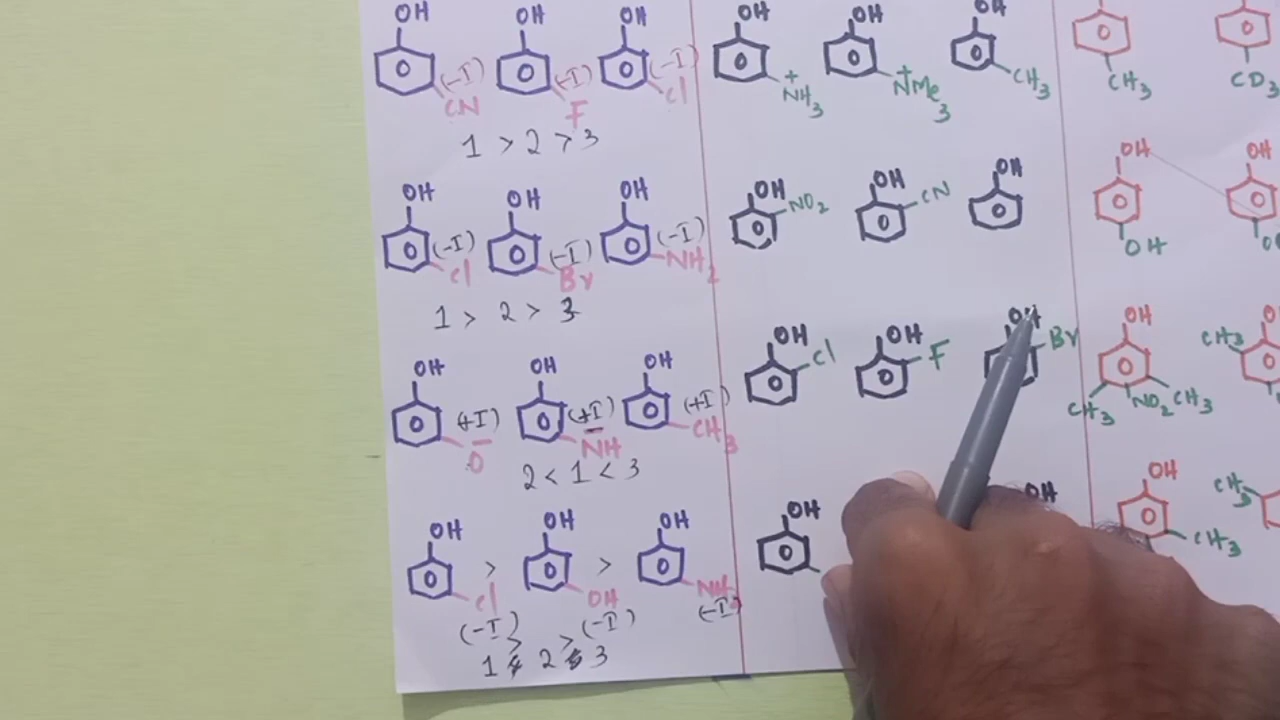 OH OH OH
(-I) (-I) (-I)
CN F Cl
1 > 2 > 3
OH OH OH
(-I) (-I) (-I)
Cl Br NH2
1 > 2 > 3
OH OH OH
(+I) (+I) (+I)
O⁻ N̄H CH3
2 < 1 < 3
OH OH OH
> >
Cl OH NH2
(-I) (-I) (-I)
1 > 2 > 3
OH OH OH
⁺NH3 ⁺NMe3 CH3
OH OH OH
NO2 CN
OH OH OH
Cl F Br
OH OH
CH3 CD3
OH OH
OH
OH
CH3 NO2 CH3
CH3
OH
CH3
CH3